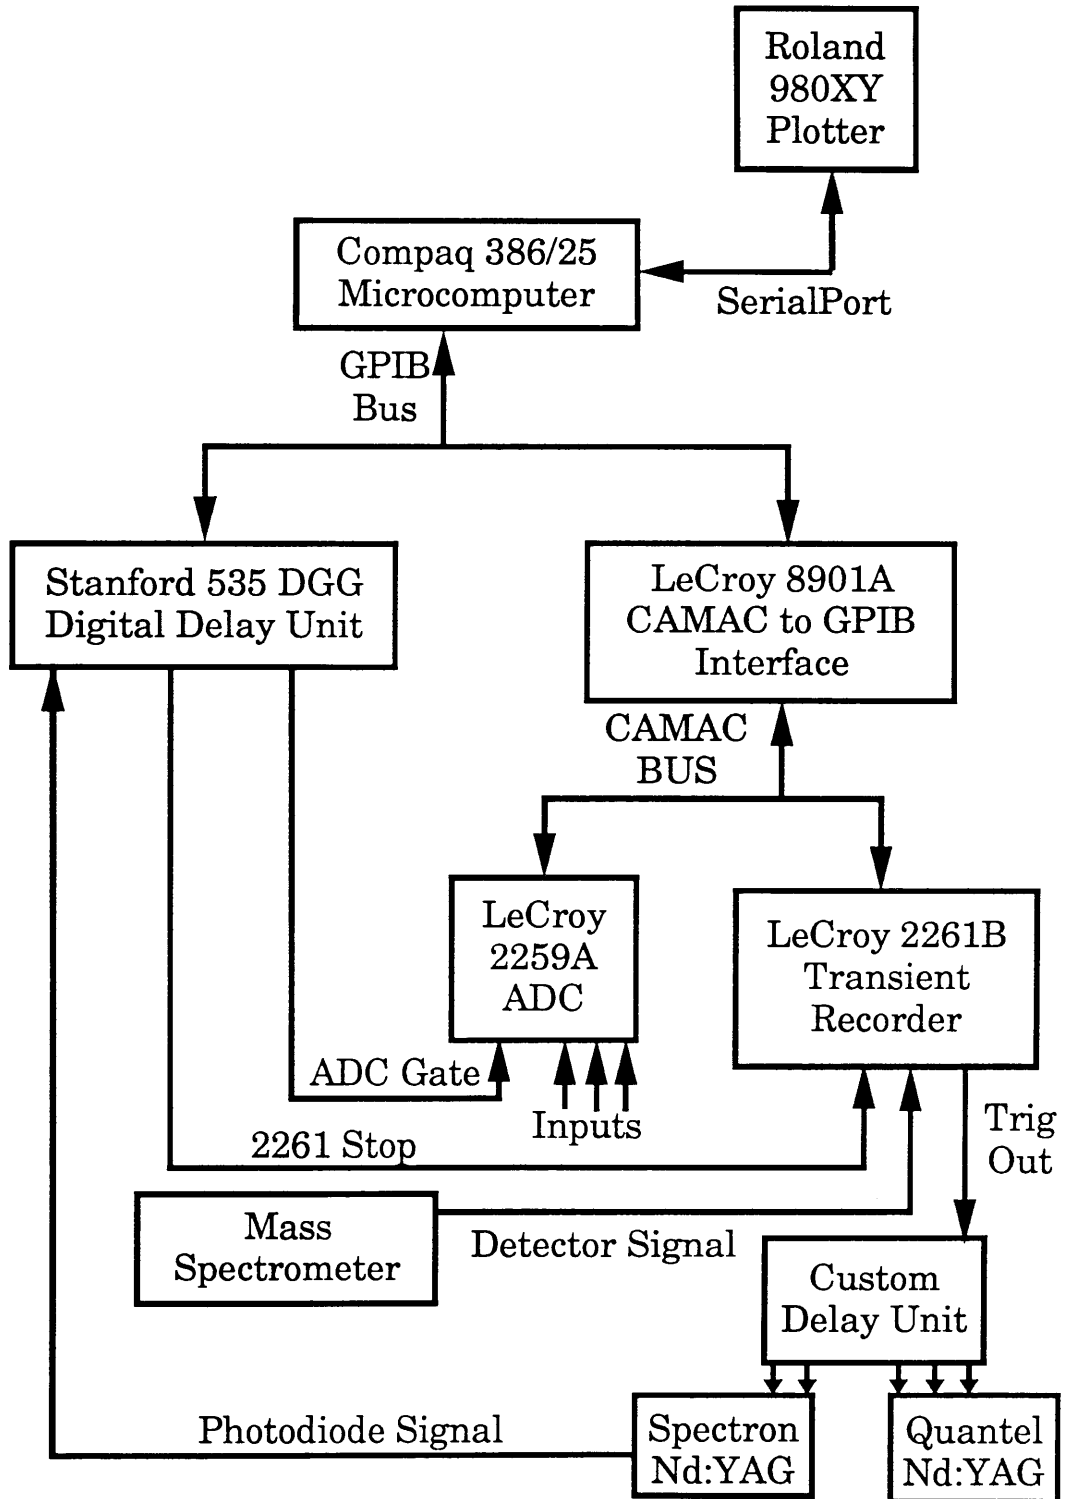 Roland
980XY
Plotter
Compaq 386/25
Microcomputer
SerialPort
GPIB
Bus
Stanford 535 DGG
Digital Delay Unit
LeCroy 8901A
CAMAC to GPIB
Interface
CAMAC
BUS
LeCroy
2259A
ADC
LeCroy 2261B
Transient
Recorder
ADC Gate
Inputs
2261 Stop
Trig
Out
Mass
Spectrometer
Detector Signal
Custom
Delay Unit
Photodiode Signal
Spectron
Nd:YAG
Quantel
Nd:YAG